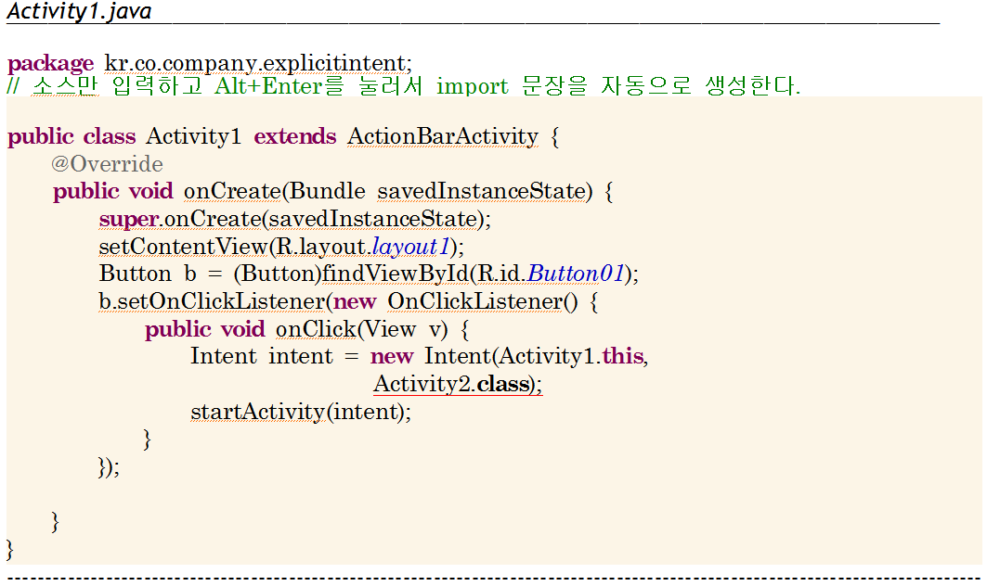 Activity1.java
package kr.co.company.explicitintent;
// 소스만 입력하고 Alt+Enter를 눌러서 import 문장을 자동으로 생성한다.
public class Activity1 extends ActionBarActivity {
@Override
public void onCreate(Bundle savedInstanceState) {
super.onCreate(savedInstanceState);
setContentView(R.layout.layout1);
Button b = (Button)findViewById(R.id.Button01);
b.setOnClickListener(new OnClickListener() {
public void onClick(View v) {
Intent intent = new Intent(Activity1.this,
Activity2.class);
startActivity(intent);
}
});
}
}